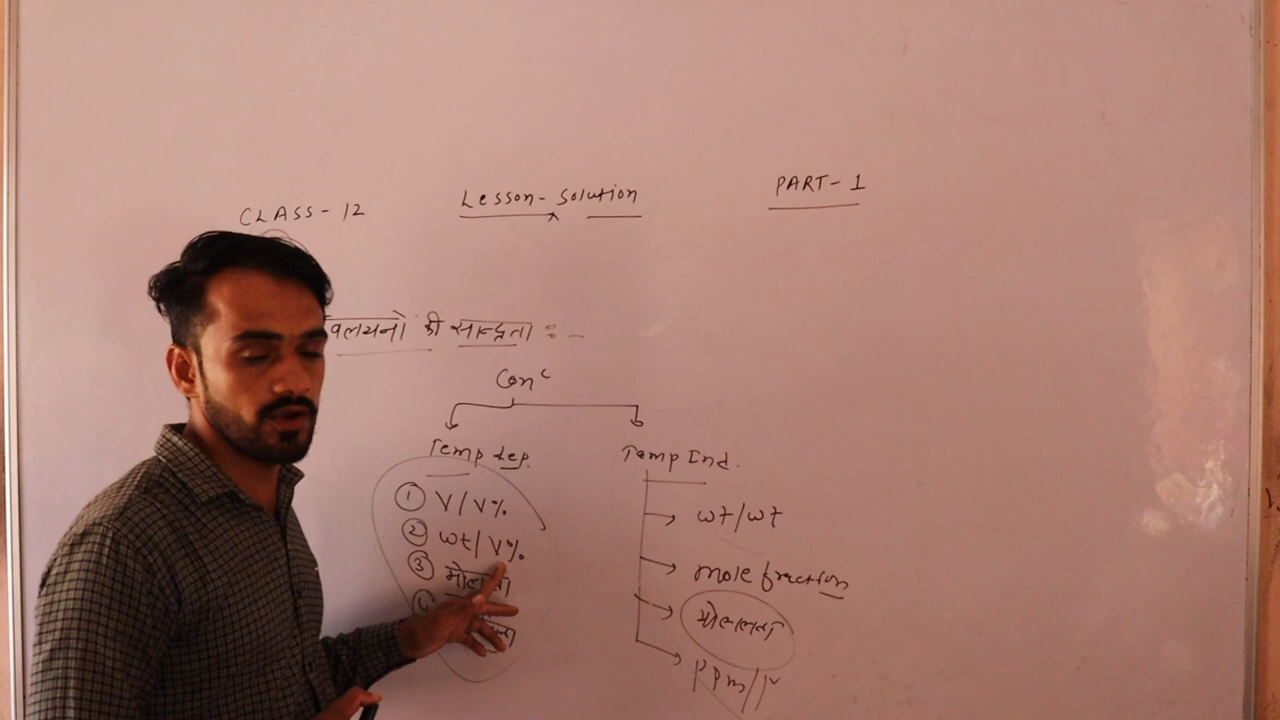 CLASS-12
Lesson- Solution
PART-1
विलयनो की सान्द्रता :-
Conc
Temp dep.
Temp Ind.
① V/V%.
② wt/V%.
③
wt/wt
mole fraction
मोललता
PPm//